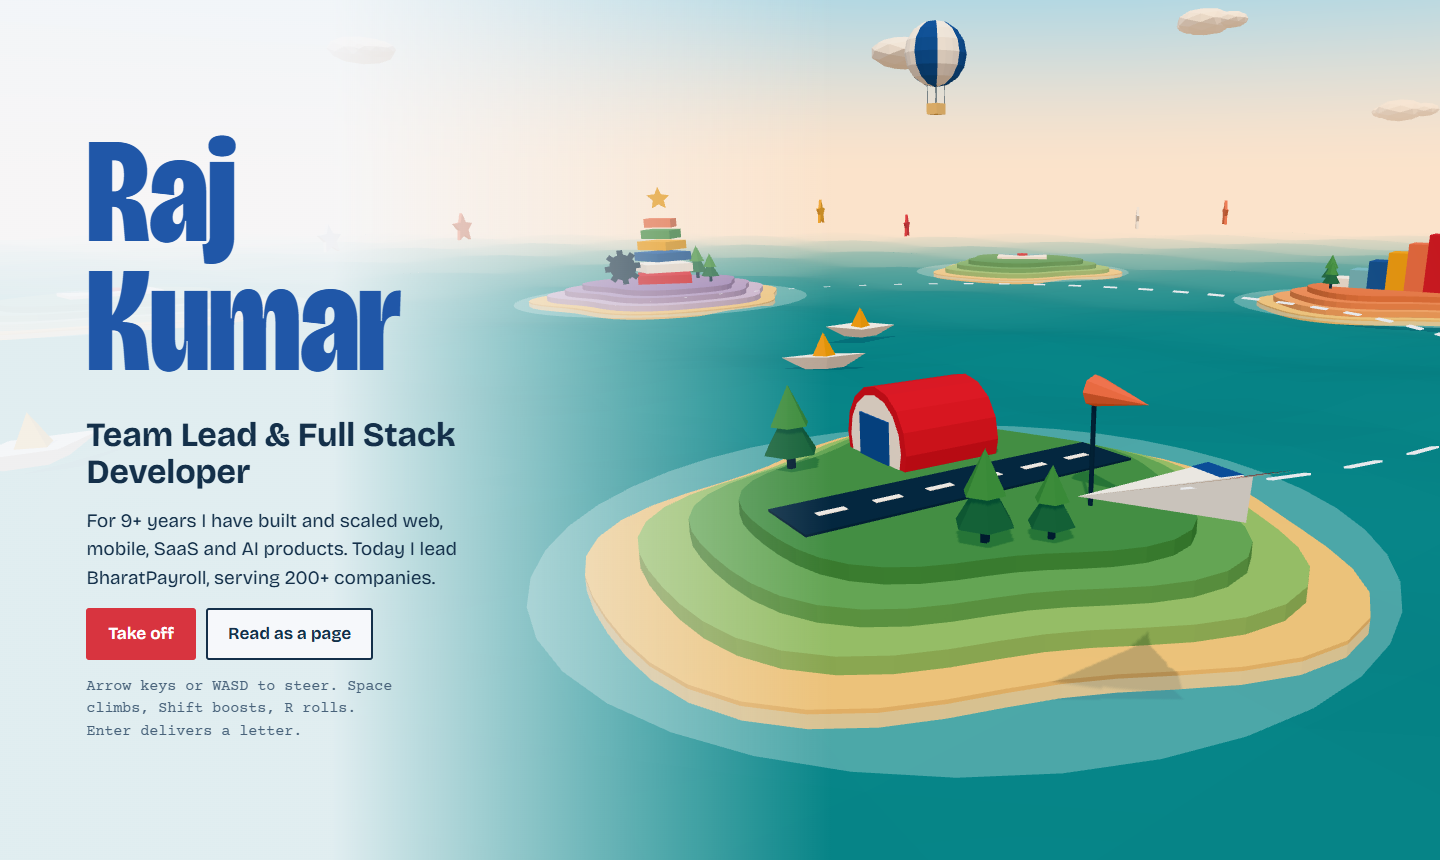 Raj
Kumar
Team Lead & Full Stack
Developer
For 9+ years I have built and scaled web,
mobile, SaaS and AI products. Today I lead
BharatPayroll, serving 200+ companies.
Take off
Read as a page
Arrow keys or WASD to steer. Space
climbs, Shift boosts, R rolls.
Enter delivers a letter.